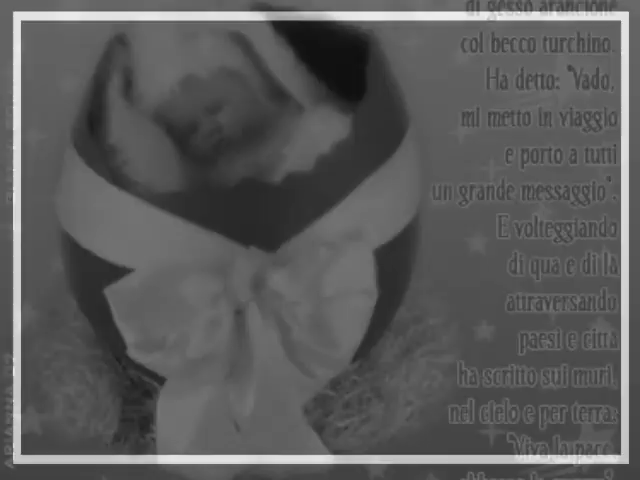 di gesso arancione
col becco turchino.
Ha detto: "Vado,
mi metto in viaggio
e porto a tutti
un grande messaggio".
E volteggiando
di qua e di là
attraversando
paesi e città
ha scritto sui muri,
nel cielo e per terra:
"Viva la pace,